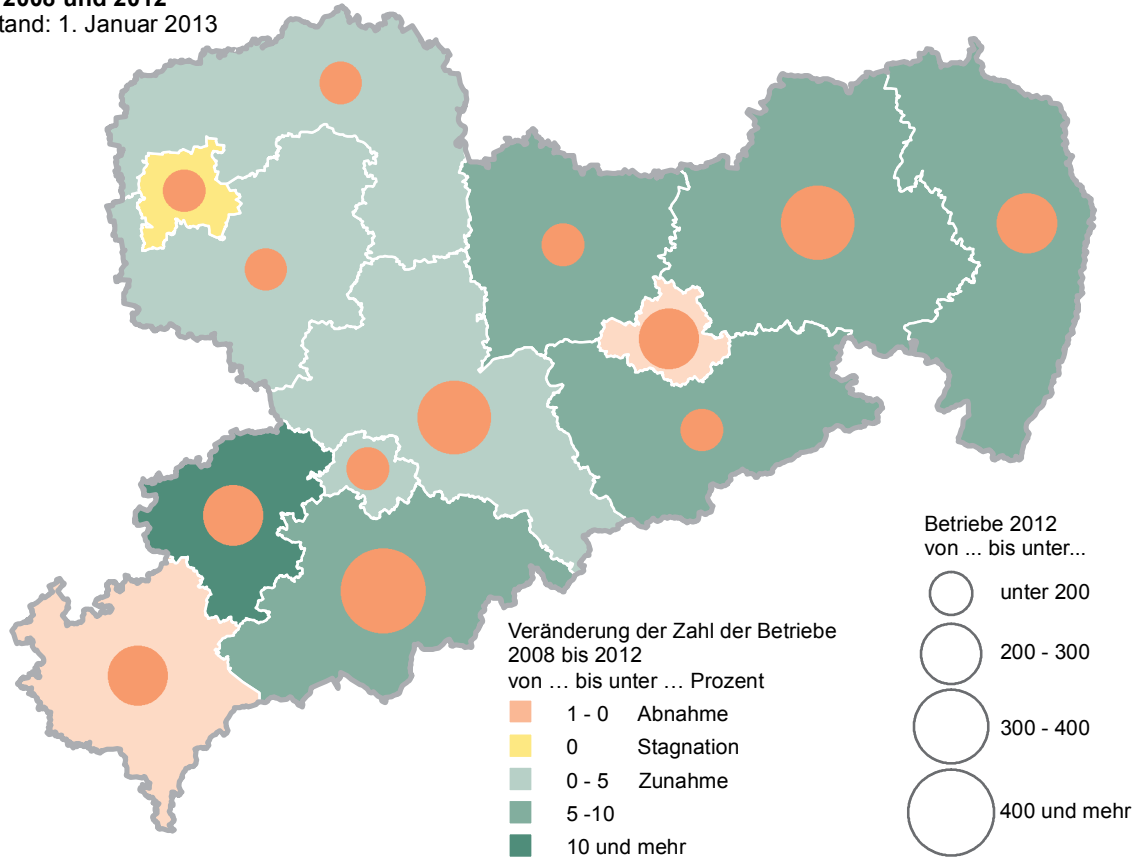 2008 und 2012
tand: 1. Januar 2013
Betriebe 2012
von ... bis unter...
unter 200
200 - 300
300 - 400
400 und mehr
Veränderung der Zahl der Betriebe
2008 bis 2012
von … bis unter … Prozent
1 - 0 Abnahme
0 Stagnation
0 - 5 Zunahme
5 -10
10 und mehr